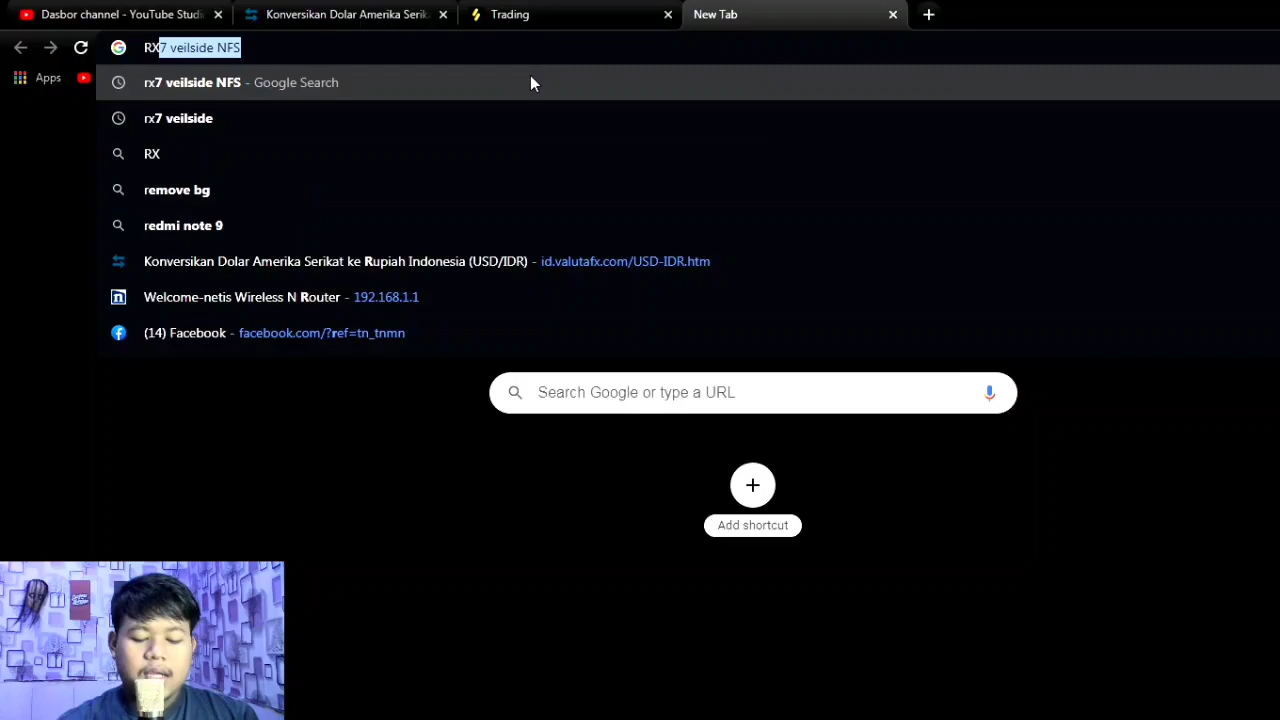 Dasbor channel - YouTube Studi
Konversikan Dolar Amerika Serik
Trading
New Tab
RX7 veilside NFS
Apps
rx7 veilside NFS - Google Search
rx7 veilside
RX
remove bg
redmi note 9
Konversikan Dolar Amerika Serikat ke Rupiah Indonesia (USD/IDR) - id.valutafx.com/USD-IDR.htm
Welcome-netis Wireless N Router - 192.168.1.1
(14) Facebook - facebook.com/?ref=tn_tnmn
Search Google or type a URL
Add shortcut